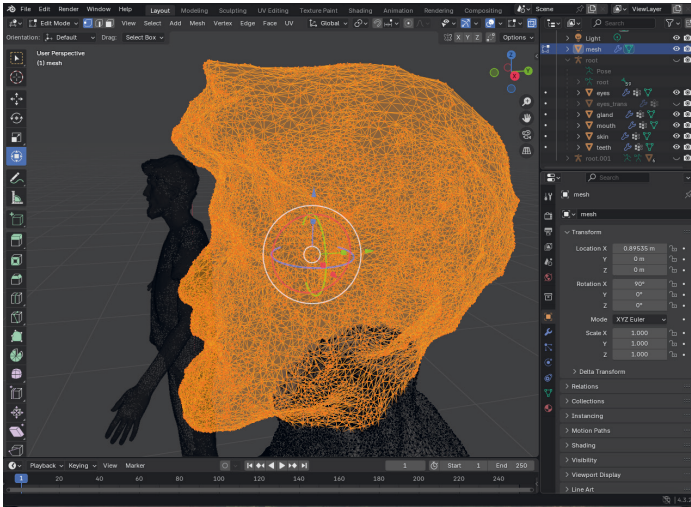 File Edit Render Window Help Layout Modeling Sculpting UV Editing Texture Paint Shading Animation Rendering Compositing Scene ViewLayer
Edit Mode View Select Add Mesh Vertex Edge Face UV Global Search
Orientation: Default Drag: Select Box X Y Z Options
User Perspective
(1) mesh
Z
Y
X
Light
mesh
root
Pose
root
eyes
eyes_trans
gland
mouth
skin
teeth
root.001
Search
mesh
mesh
Transform
Location X 0.89535 m
Y 0 m
Z 0 m
Rotation X 90°
Y 0°
Z 0°
Mode XYZ Euler
Scale X 1.000
Y 1.000
Z 1.000
Delta Transform
Relations
Collections
Instancing
Motion Paths
Shading
Visibility
Viewport Display
Line Art
Playback Keying View Marker 1 Start 1 End 250
1 20 40 60 80 100 120 140 160 180 200 220 240